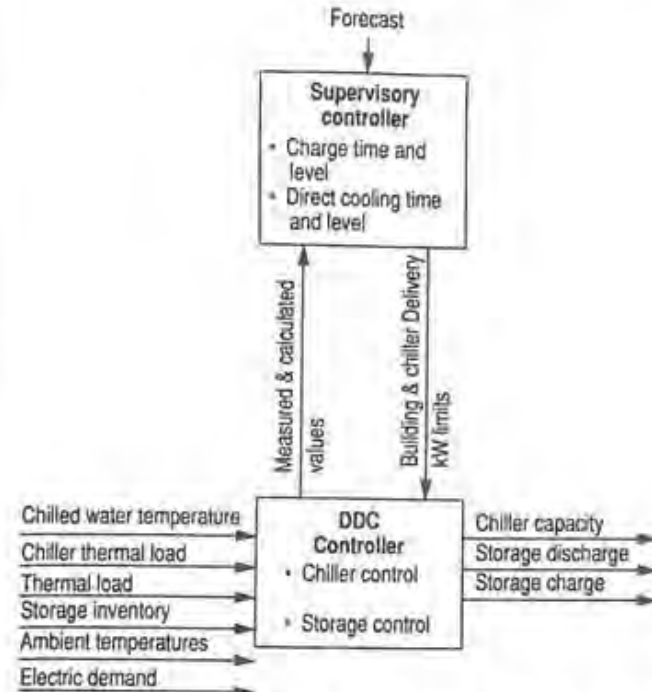 Forecast
Supervisory
controller
• Charge time and
level
• Direct cooling time
and level
Measured & calculated
values
Building & chiller Delivery
kW limits
Chilled water temperature
Chiller thermal load
Thermal load
Storage inventory
Ambient temperatures
Electric demand
DDC
Controller
• Chiller control
• Storage control
Chiller capacity
Storage discharge
Storage charge